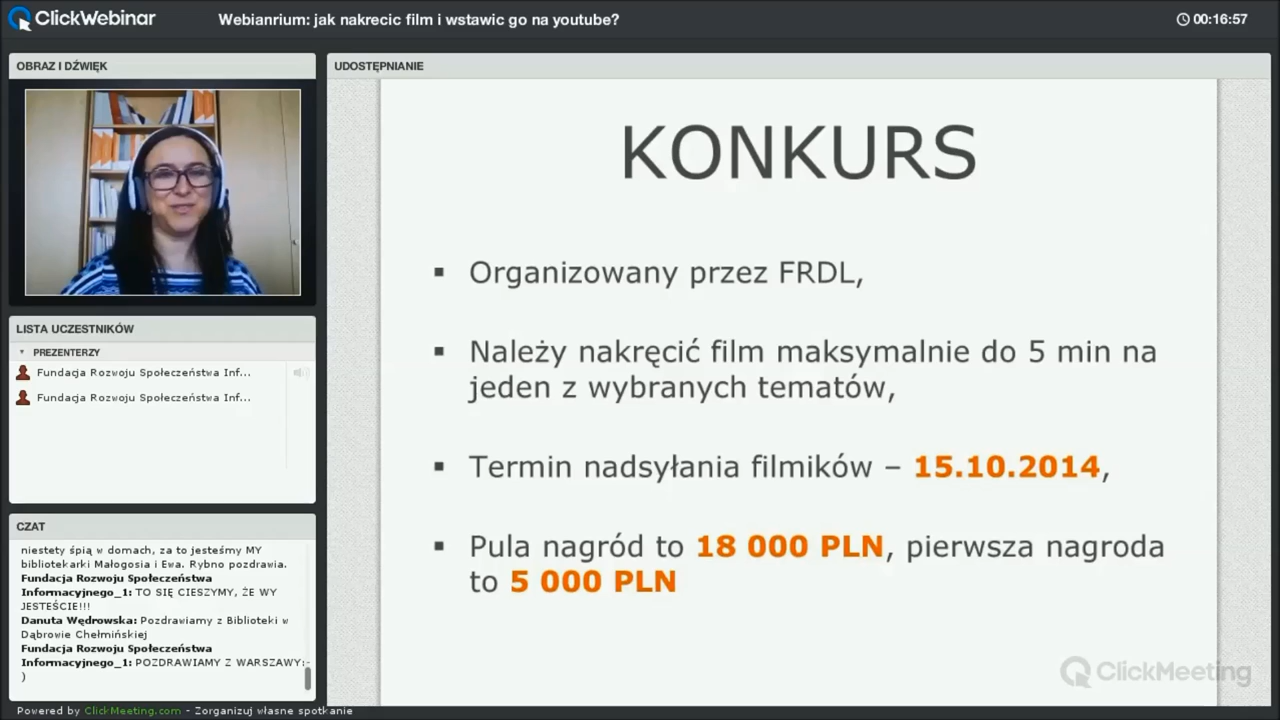 ClickWebinar
Webianrium: jak nakrecic film i wstawic go na youtube?
00:16:57
OBRAZ I DŹWIĘK
LISTA UCZESTNIKÓW
PREZENTERZY
Fundacja Rozwoju Społeczeństwa Inf...
Fundacja Rozwoju Społeczeństwa Inf...
CZAT
niestety śpią w domach, za to jesteśmy MY
bibliotekarki Małogosia i Ewa. Rybno pozdrawia.
Fundacja Rozwoju Społeczeństwa
Informacyjnego_1: TO SIĘ CIESZYMY, ŻE WY
JESTEŚCIE!!!
Danuta Wędrowska: Pozdrawiamy z Biblioteki w
Dąbrowie Chełmińskiej
Fundacja Rozwoju Społeczeństwa
Informacyjnego_1: POZDRAWIAMY Z WARSZAWY:-
)
UDOSTĘPNIANIE
KONKURS
▪ Organizowany przez FRDL,
▪ Należy nakręcić film maksymalnie do 5 min na
jeden z wybranych tematów,
▪ Termin nadsyłania filmików – 15.10.2014,
▪ Pula nagród to 18 000 PLN, pierwsza nagroda
to 5 000 PLN
ClickMeeting
Powered by ClickMeeting.com - Zorganizuj własne spotkanie